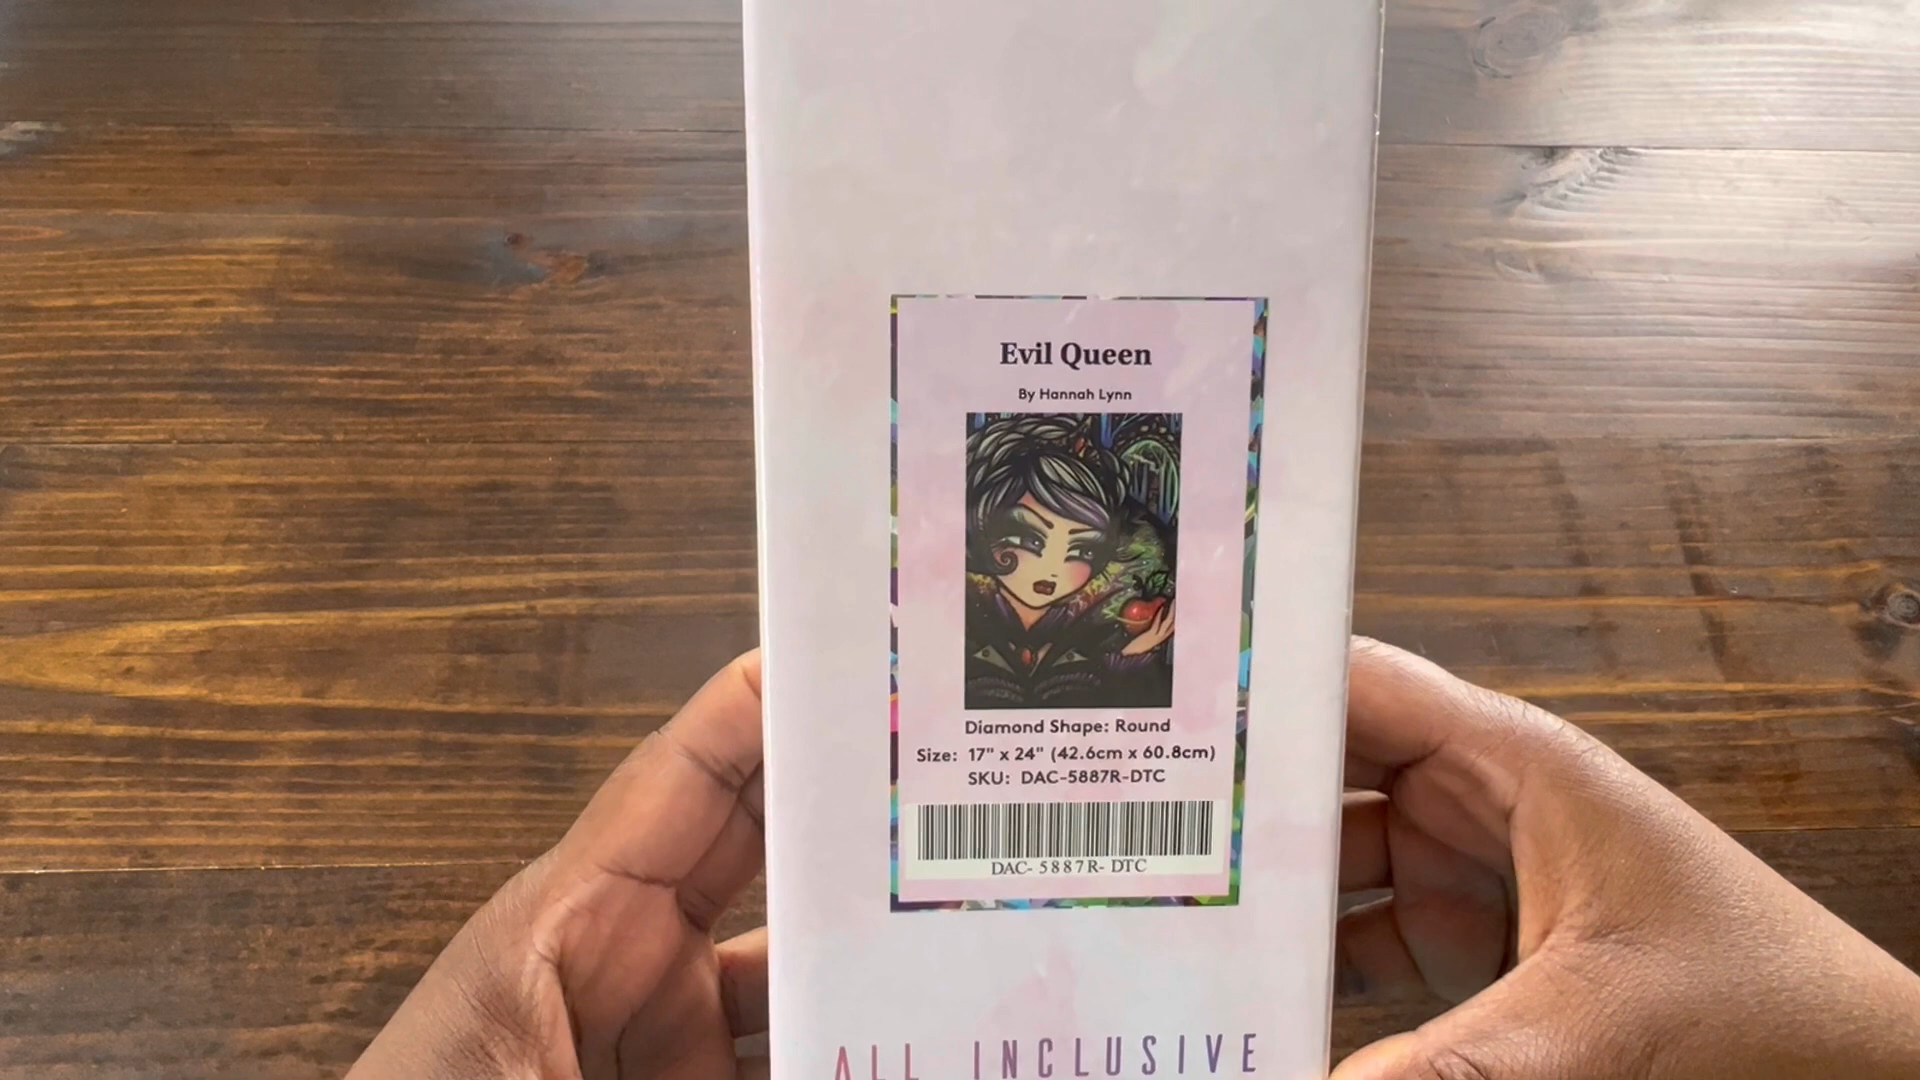 Evil Queen
By Hannah Lynn
Diamond Shape: Round
Size: 17" x 24" (42.6cm x 60.8cm)
SKU: DAC-5887R-DTC
DAC- 5887R- DTC
ALL INCLUSIVE